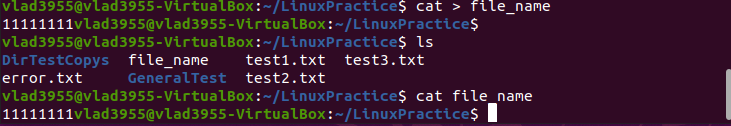 vlad3955@vlad3955-VirtualBox:~/LinuxPractice$ cat > file_name
11111111vlad3955@vlad3955-VirtualBox:~/LinuxPractice$
vlad3955@vlad3955-VirtualBox:~/LinuxPractice$ ls
DirTestCopys  file_name    test1.txt  test3.txt
error.txt     GeneralTest  test2.txt
vlad3955@vlad3955-VirtualBox:~/LinuxPractice$ cat file_name
11111111vlad3955@vlad3955-VirtualBox:~/LinuxPractice$